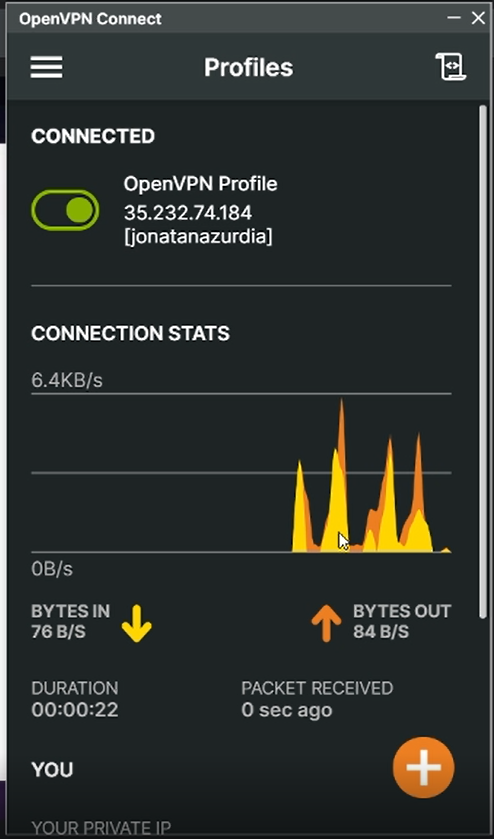 OpenVPN Connect
Profiles
CONNECTED
OpenVPN Profile
35.232.74.184
[jonatanazurdia]
CONNECTION STATS
6.4KB/s
0B/s
BYTES IN
76 B/S
BYTES OUT
84 B/S
DURATION
00:00:22
PACKET RECEIVED
0 sec ago
YOU
YOUR PRIVATE IP